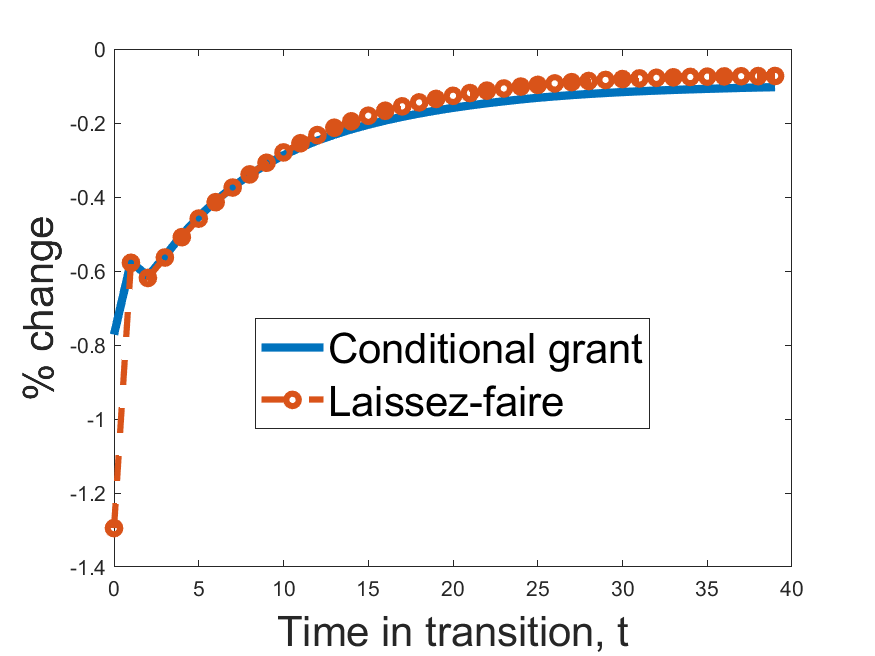 0
-0.2
-0.4
-0.6
-0.8
-1
-1.2
-1.4
% change
Conditional grant
Laissez-faire
0 5 10 15 20 25 30 35 40
Time in transition, t